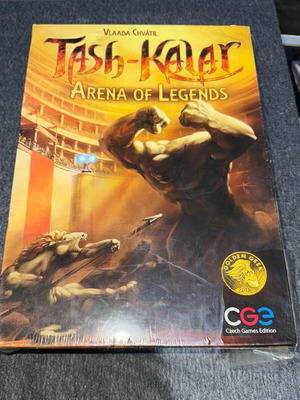 VLAADA CHVÁTIL
TASH-KALAR
ARENA OF LEGENDS
GOLDEN GEEK
CGE
Czech Games Edition